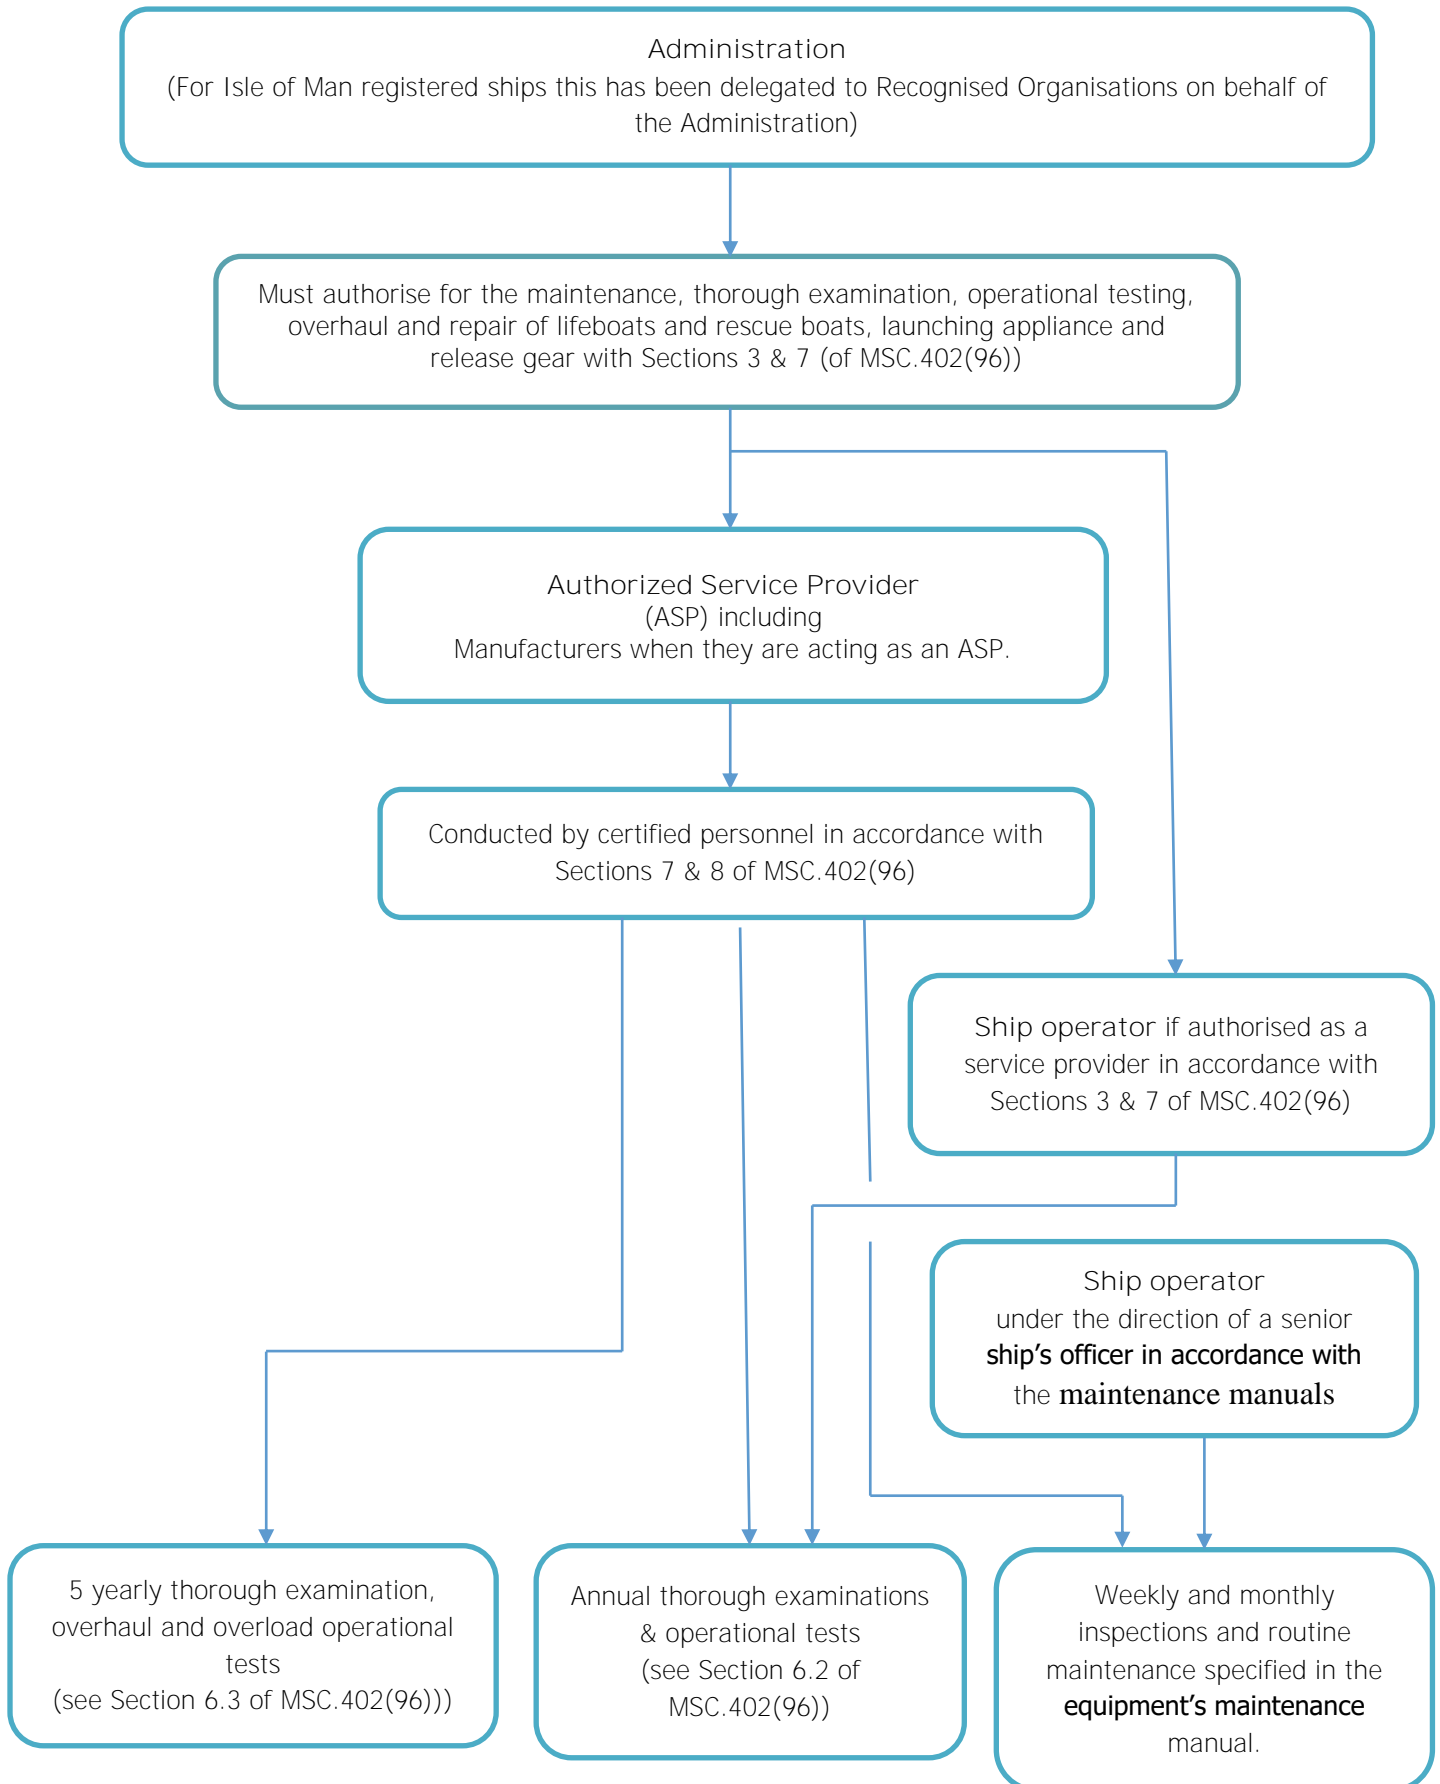 Administration
(For Isle of Man registered ships this has been delegated to Recognised Organisations on behalf of
the Administration)
Must authorise for the maintenance, thorough examination, operational testing,
overhaul and repair of lifeboats and rescue boats, launching appliance and
release gear with Sections 3 & 7 (of MSC.402(96))
Authorized Service Provider
(ASP) including
Manufacturers when they are acting as an ASP.
Conducted by certified personnel in accordance with
Sections 7 & 8 of MSC.402(96)
Ship operator if authorised as a
service provider in accordance with
Sections 3 & 7 of MSC.402(96)
Ship operator
under the direction of a senior
ship’s officer in accordance with
the maintenance manuals
5 yearly thorough examination,
overhaul and overload operational
tests
(see Section 6.3 of MSC.402(96)))
Annual thorough examinations
& operational tests
(see Section 6.2 of
MSC.402(96))
Weekly and monthly
inspections and routine
maintenance specified in the
equipment’s maintenance
manual.